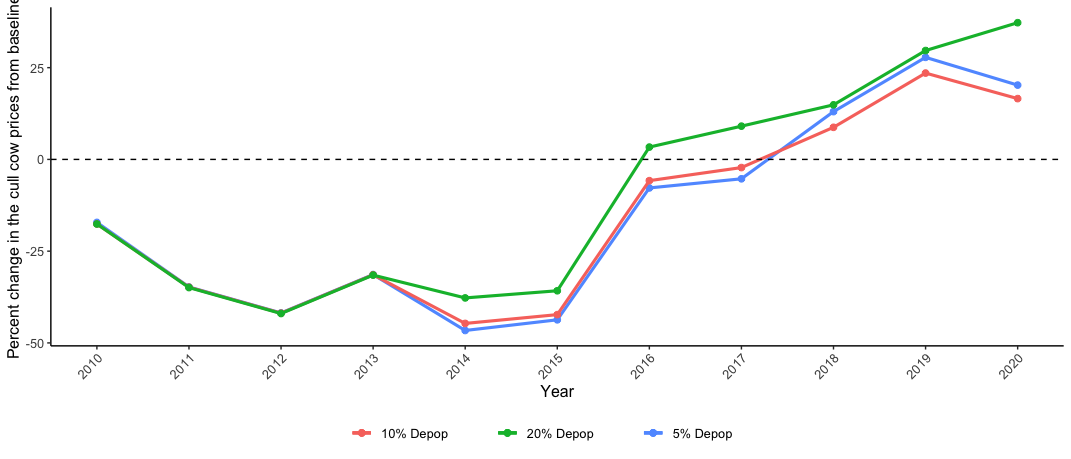 Percent change in the cull cow prices from baseline
25
0
-25
-50
2010 2011 2012 2013 2014 2015 2016 2017 2018 2019 2020
Year
10% Depop 20% Depop 5% Depop